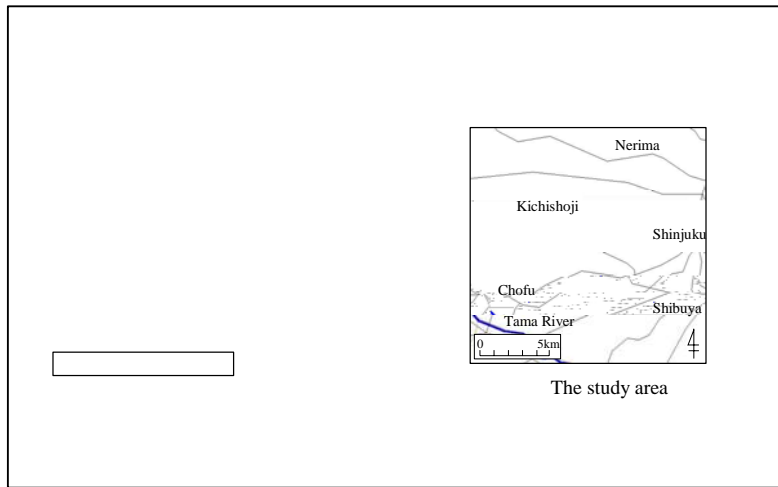 Nerima
Kichishoji
Shinjuku
Chofu
Shibuya
Tama River
0 5km
The study area